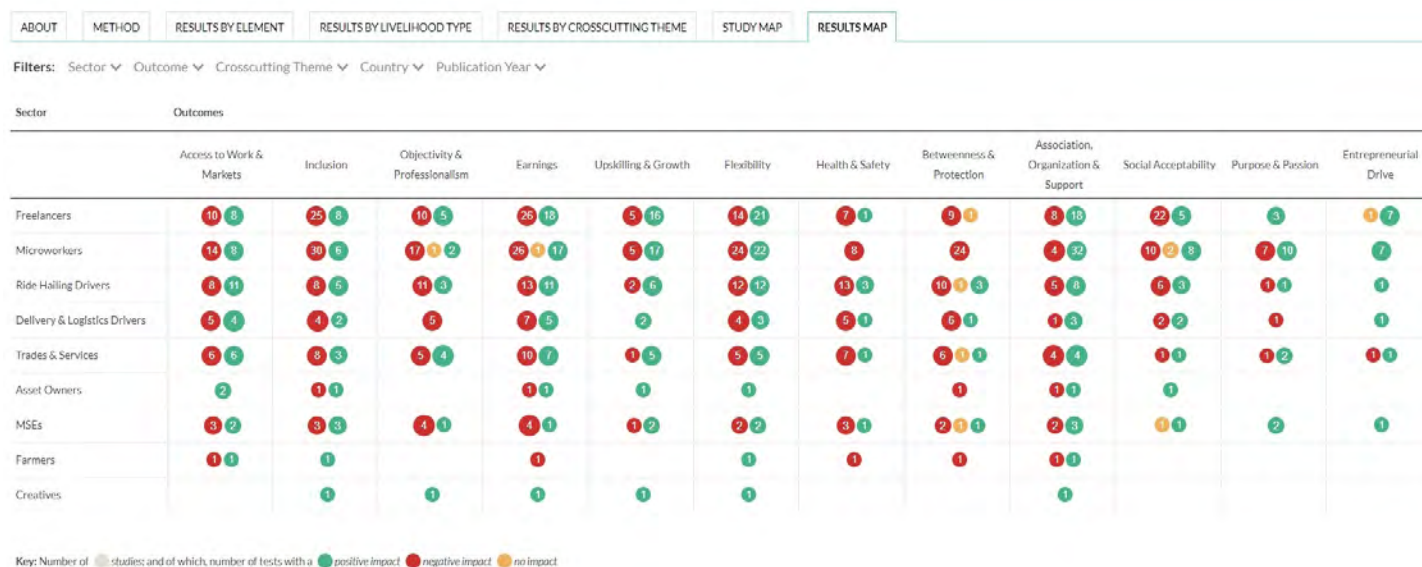 ABOUT METHOD RESULTS BY ELEMENT RESULTS BY LIVELIHOOD TYPE RESULTS BY CROSSCUTTING THEME STUDY MAP RESULTS MAP
Filters: Sector Outcome Crosscutting Theme Country Publication Year
Sector Outcomes
Access to Work & Markets Inclusion Objectivity & Professionalism Earnings Upskilling & Growth Flexibility Health & Safety Betweenness & Protection Association, Organization & Support Social Acceptability Purpose & Passion Entrepreneurial Drive
Freelancers 10 8 25 8 10 5 26 18 5 16 14 21 7 1 9 1 8 18 22 5 3 1 7
Microworkers 14 8 30 6 17 1 2 26 1 17 5 17 24 22 8 24 4 32 10 2 8 7 10 7
Ride Hailing Drivers 8 11 8 5 11 3 13 11 2 6 12 12 13 3 10 1 3 5 8 6 3 1 1 1
Delivery & Logistics Drivers 5 4 4 2 5 7 5 2 4 3 5 1 6 1 1 3 2 2 1 1
Trades & Services 6 6 8 3 5 4 10 7 1 5 5 5 7 1 6 1 1 4 4 1 1 1 2 1 1
Asset Owners 2 1 1 1 1 1 1 1 1 1 1
MSEs 3 2 3 3 4 1 4 1 1 2 2 2 3 1 2 1 1 2 3 1 1 2 1
Farmers 1 1 1 1 1 1 1 1 1
Creatives 1 1 1 1 1 1
Key: Number of studies; and of which, number of tests with a positive impact negative impact no impact